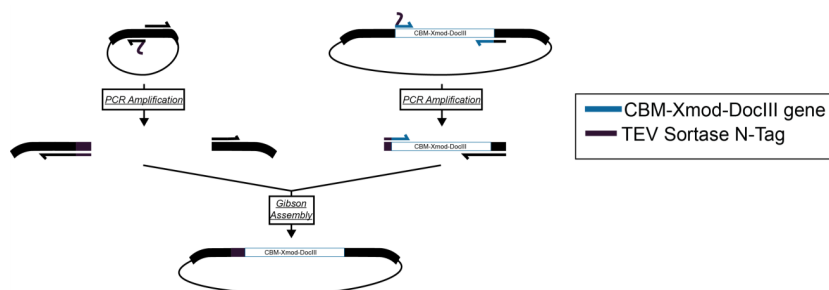 CBM-Xmod-DocIII
PCR Amplification
PCR Amplification
CBM-Xmod-DocIII gene
TEV Sortase N-Tag
CBM-Xmod-DocIII
Gibson
Assembly
CBM-Xmod-DocIII